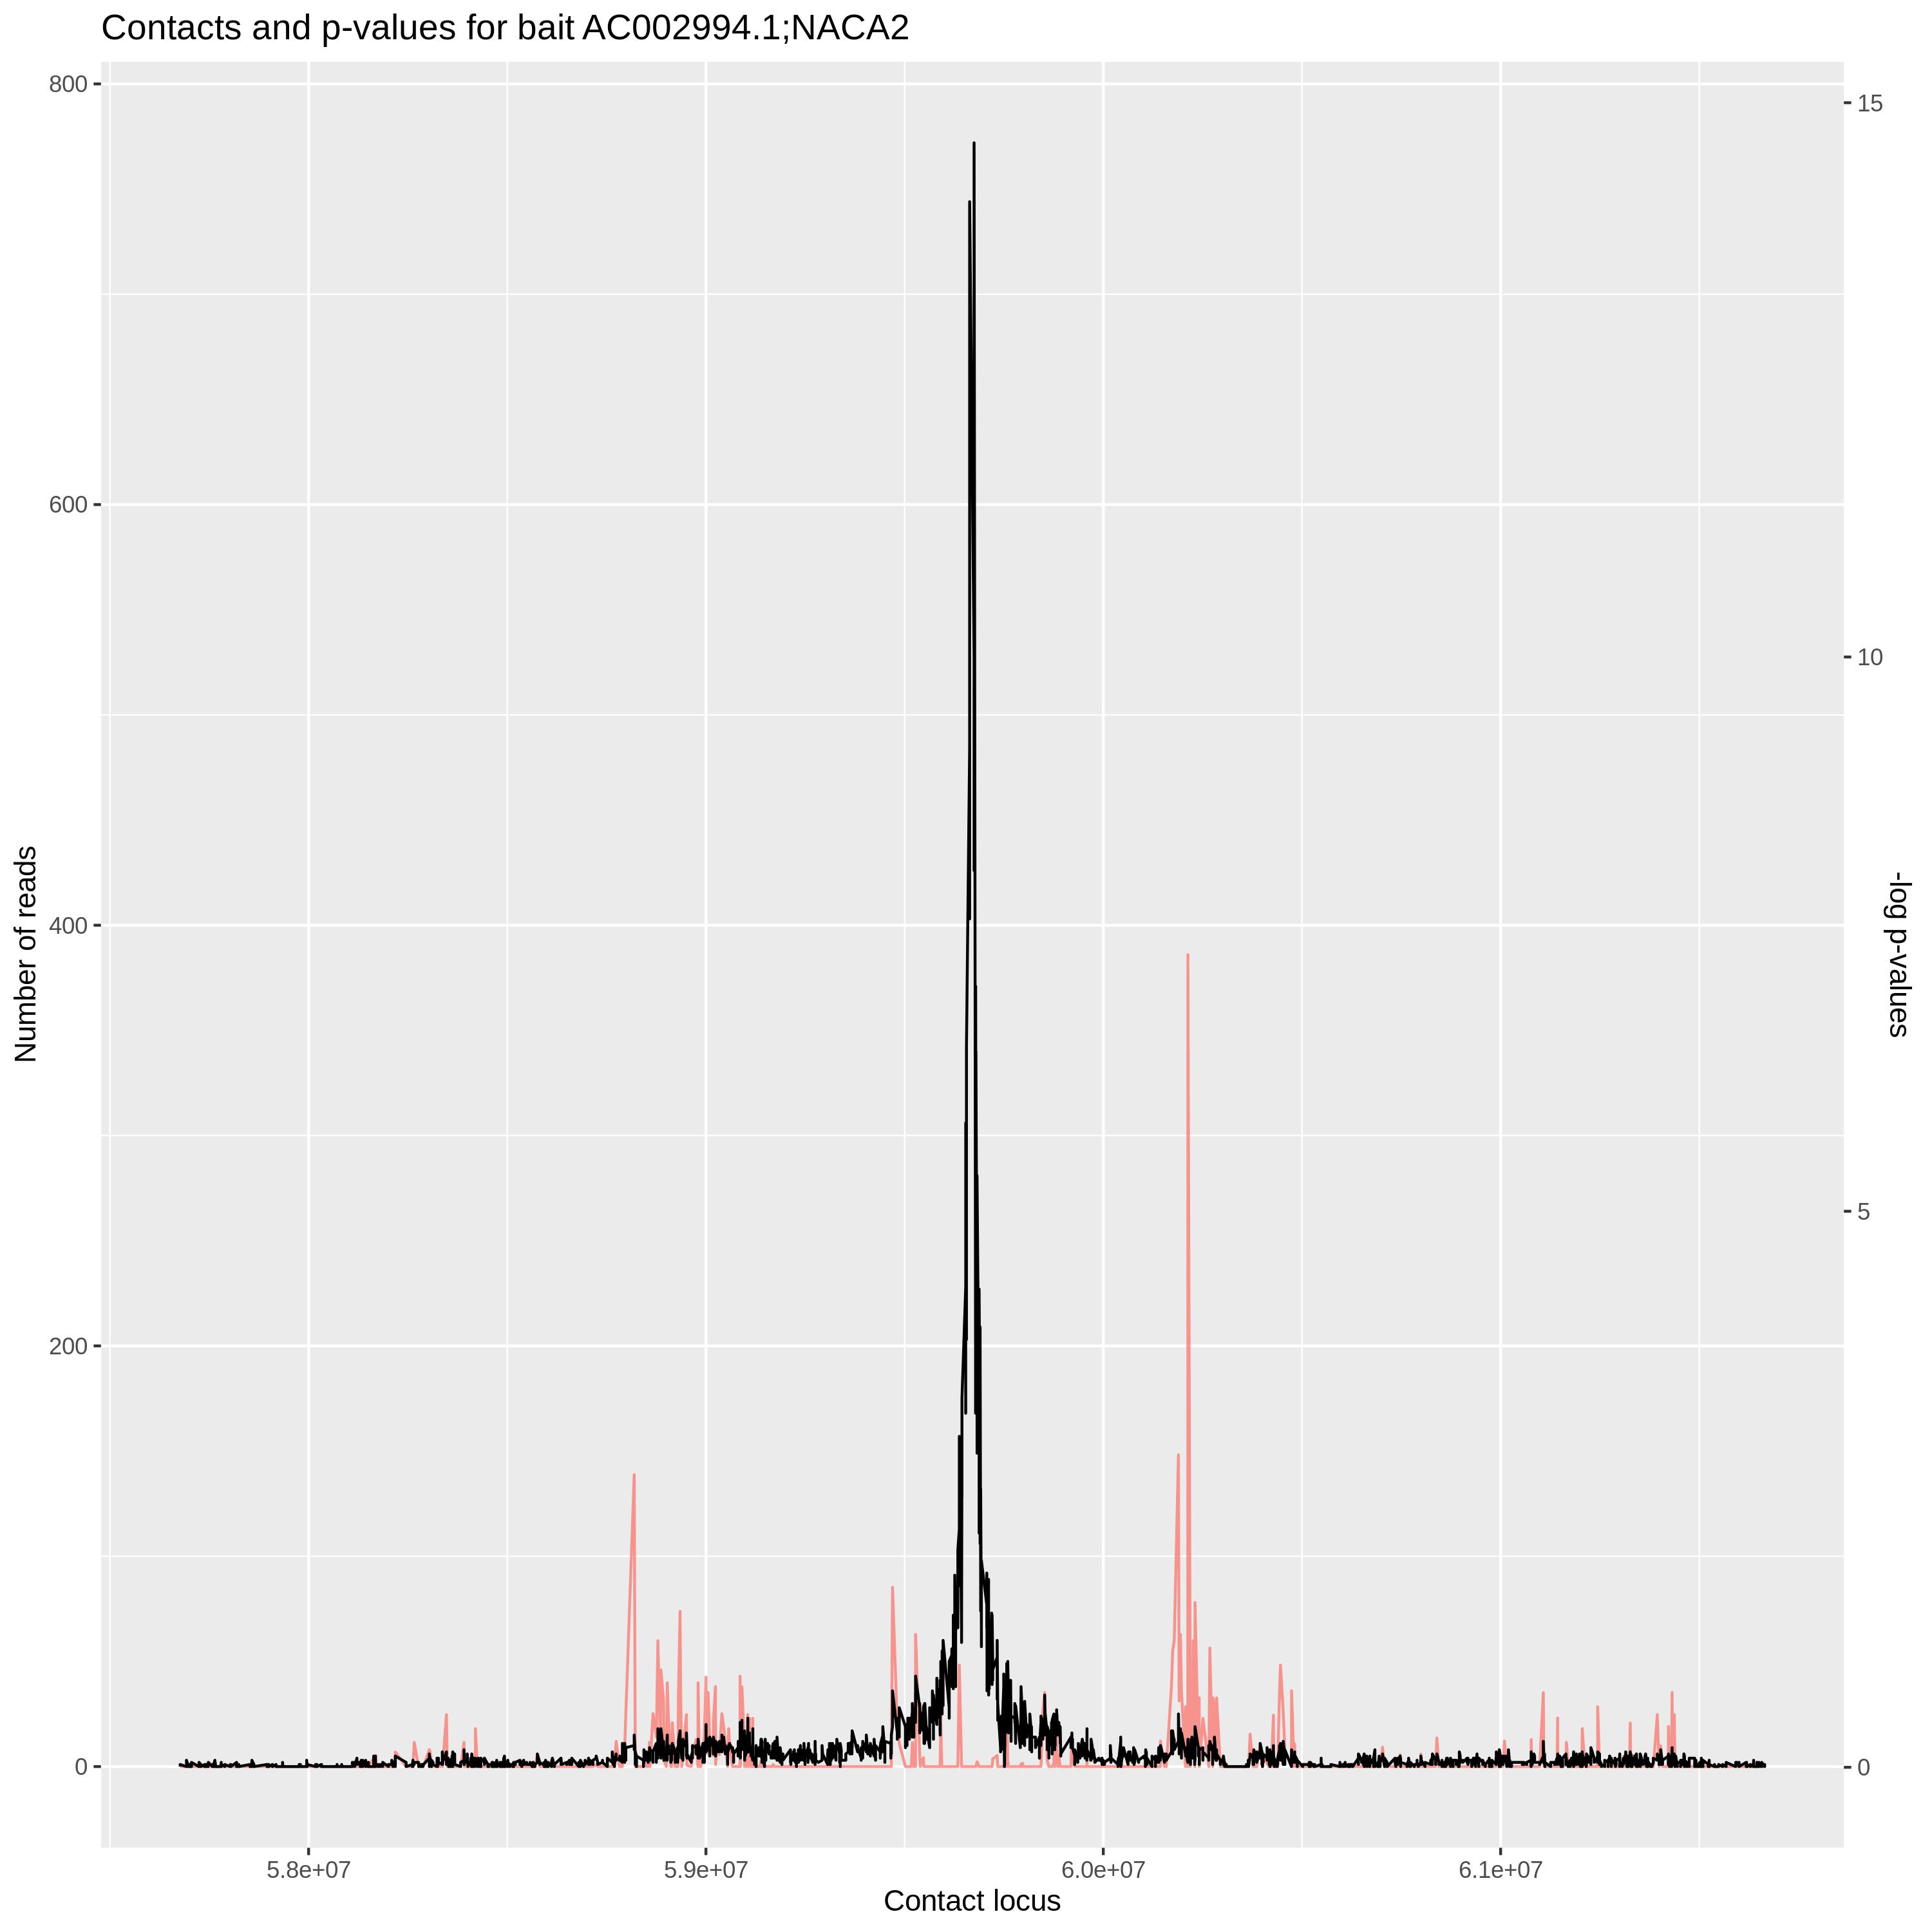 Contacts and p-values for bait AC002994.1;NACA2
800
600
400
200
0
Number of reads
15
10
5
0
-log p-values
5.8e+07
5.9e+07
6.0e+07
6.1e+07
Contact locus